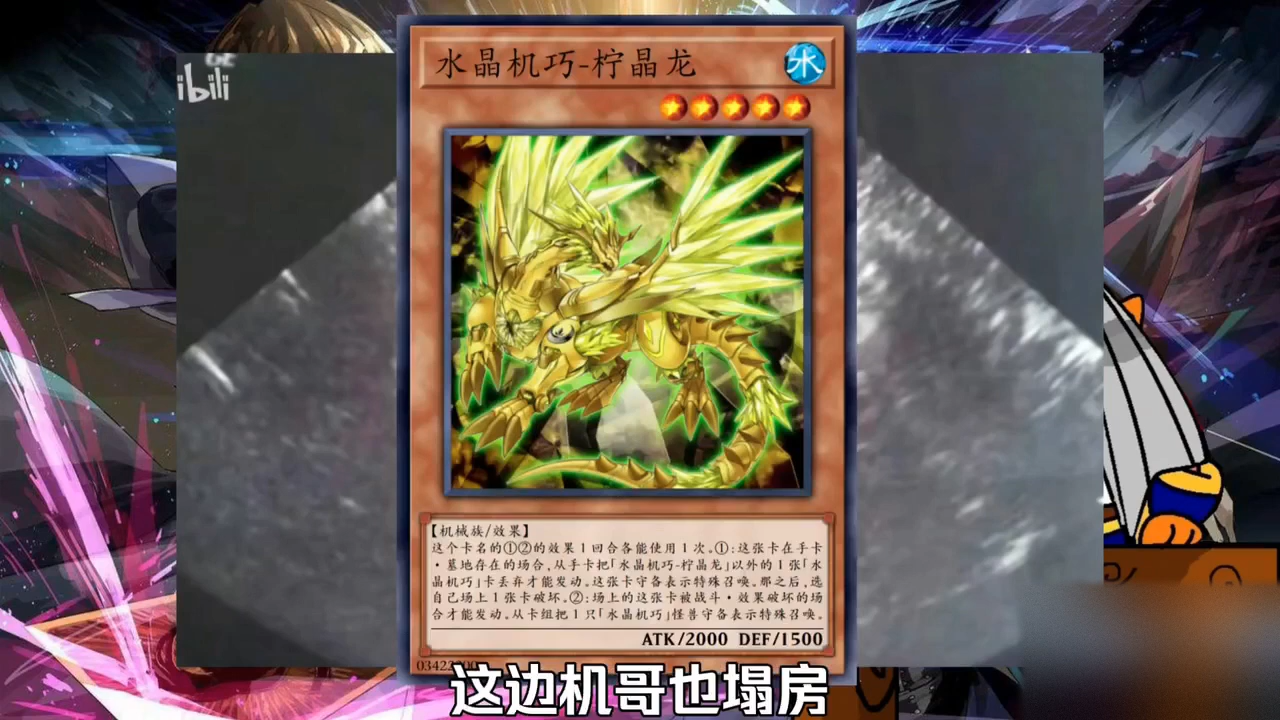 水晶机巧-柠晶龙
水
ibili
【机械族/效果】
这个卡名的①②的效果1回合各能使用1次。①:这张卡在手卡
·墓地存在的场合,从手卡把「水晶机巧-柠晶龙」以外的1张「水
晶机巧」卡丢弃才能发动。这张卡守备表示特殊召唤。那之后,选
自己场上1张卡破坏。②:场上的这张卡被战斗·效果破坏的场
合才能发动。从卡组把1只「水晶机巧」怪兽守备表示特殊召唤。
ATK/2000 DEF/1500
这边机哥也塌房